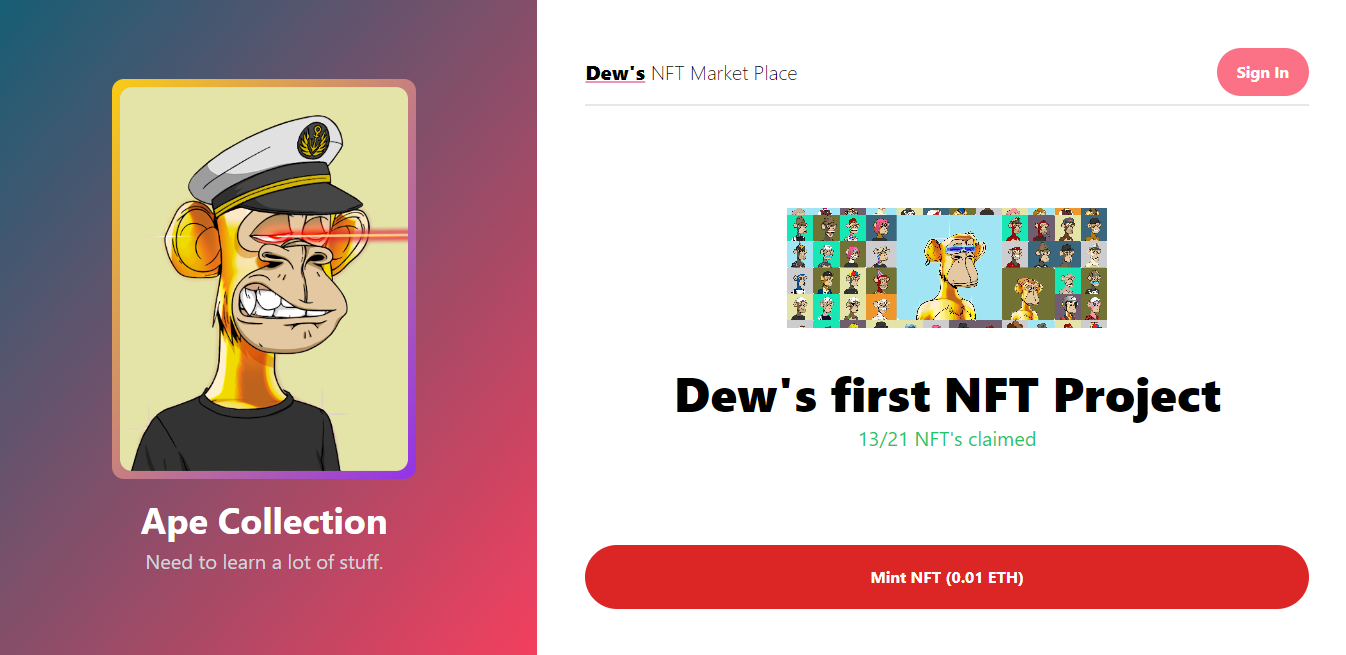 Ape Collection
Need to learn a lot of stuff.
Dew's NFT Market Place
Sign In
Dew's first NFT Project
13/21 NFT's claimed
Mint NFT (0.01 ETH)